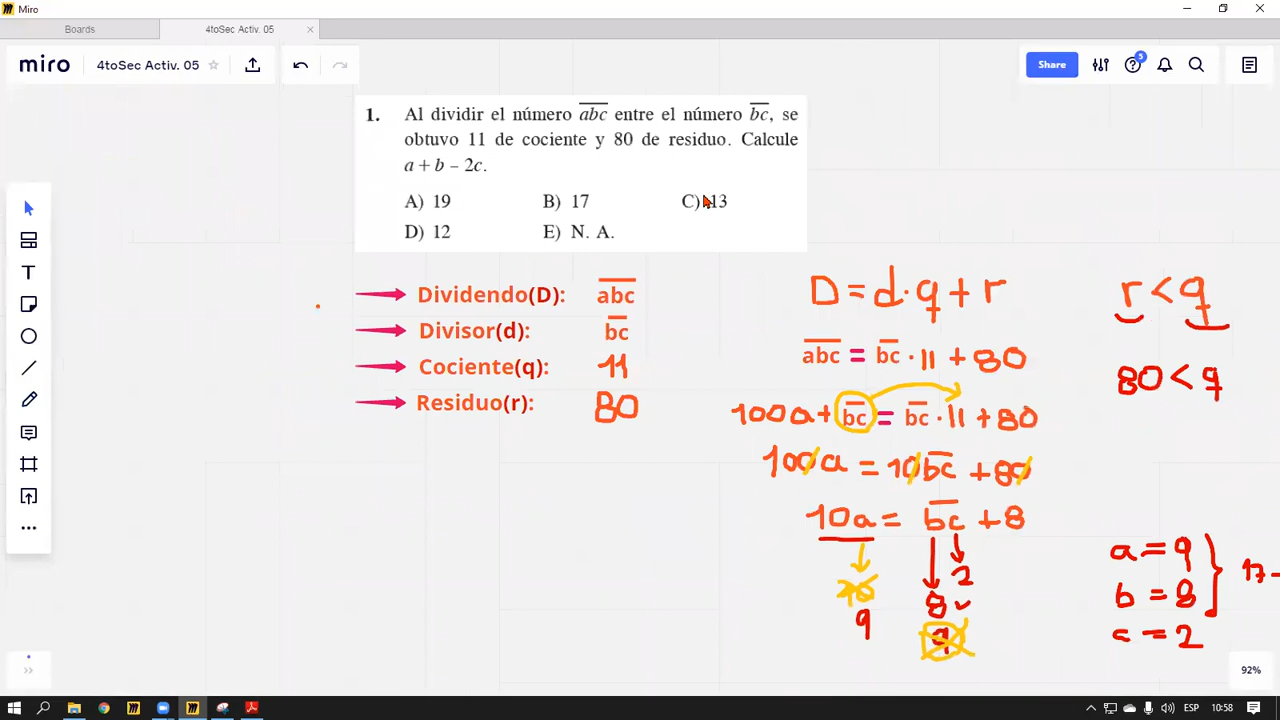 Miro
Boards
4toSec Activ. 05
miro
4toSec Activ. 05
Share
5
1. Al dividir el número abc entre el número bc, se
obtuvo 11 de cociente y 80 de residuo. Calcule
a + b – 2c.
A) 19 B) 17 C) 13
D) 12 E) N. A.
Dividendo(D): abc
Divisor(d): bc
Cociente(q): 11
Residuo(r): 80
D = d · q + r
abc = bc · 11 + 80
100a + bc = bc · 11 + 80
100a = 10bc + 80
10a = bc + 8
2
8
9
9
r < q
80 < q
a = 9
b = 8
c = 2
17-
92%
ESP
10:58